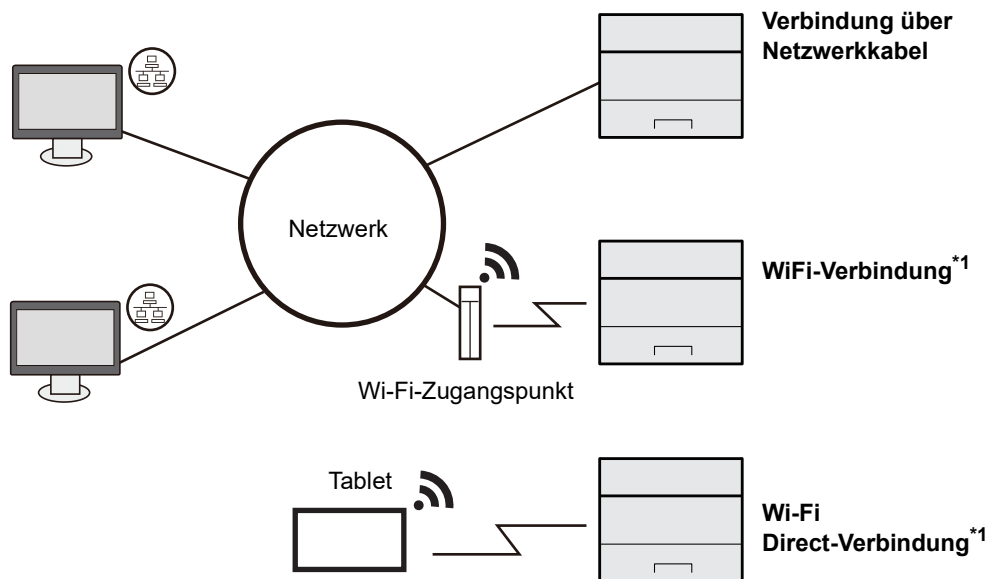 Verbindung über
Netzwerkkabel
Netzwerk
WiFi-Verbindung*1
Wi-Fi-Zugangspunkt
Tablet
Wi-Fi
Direct-Verbindung*1